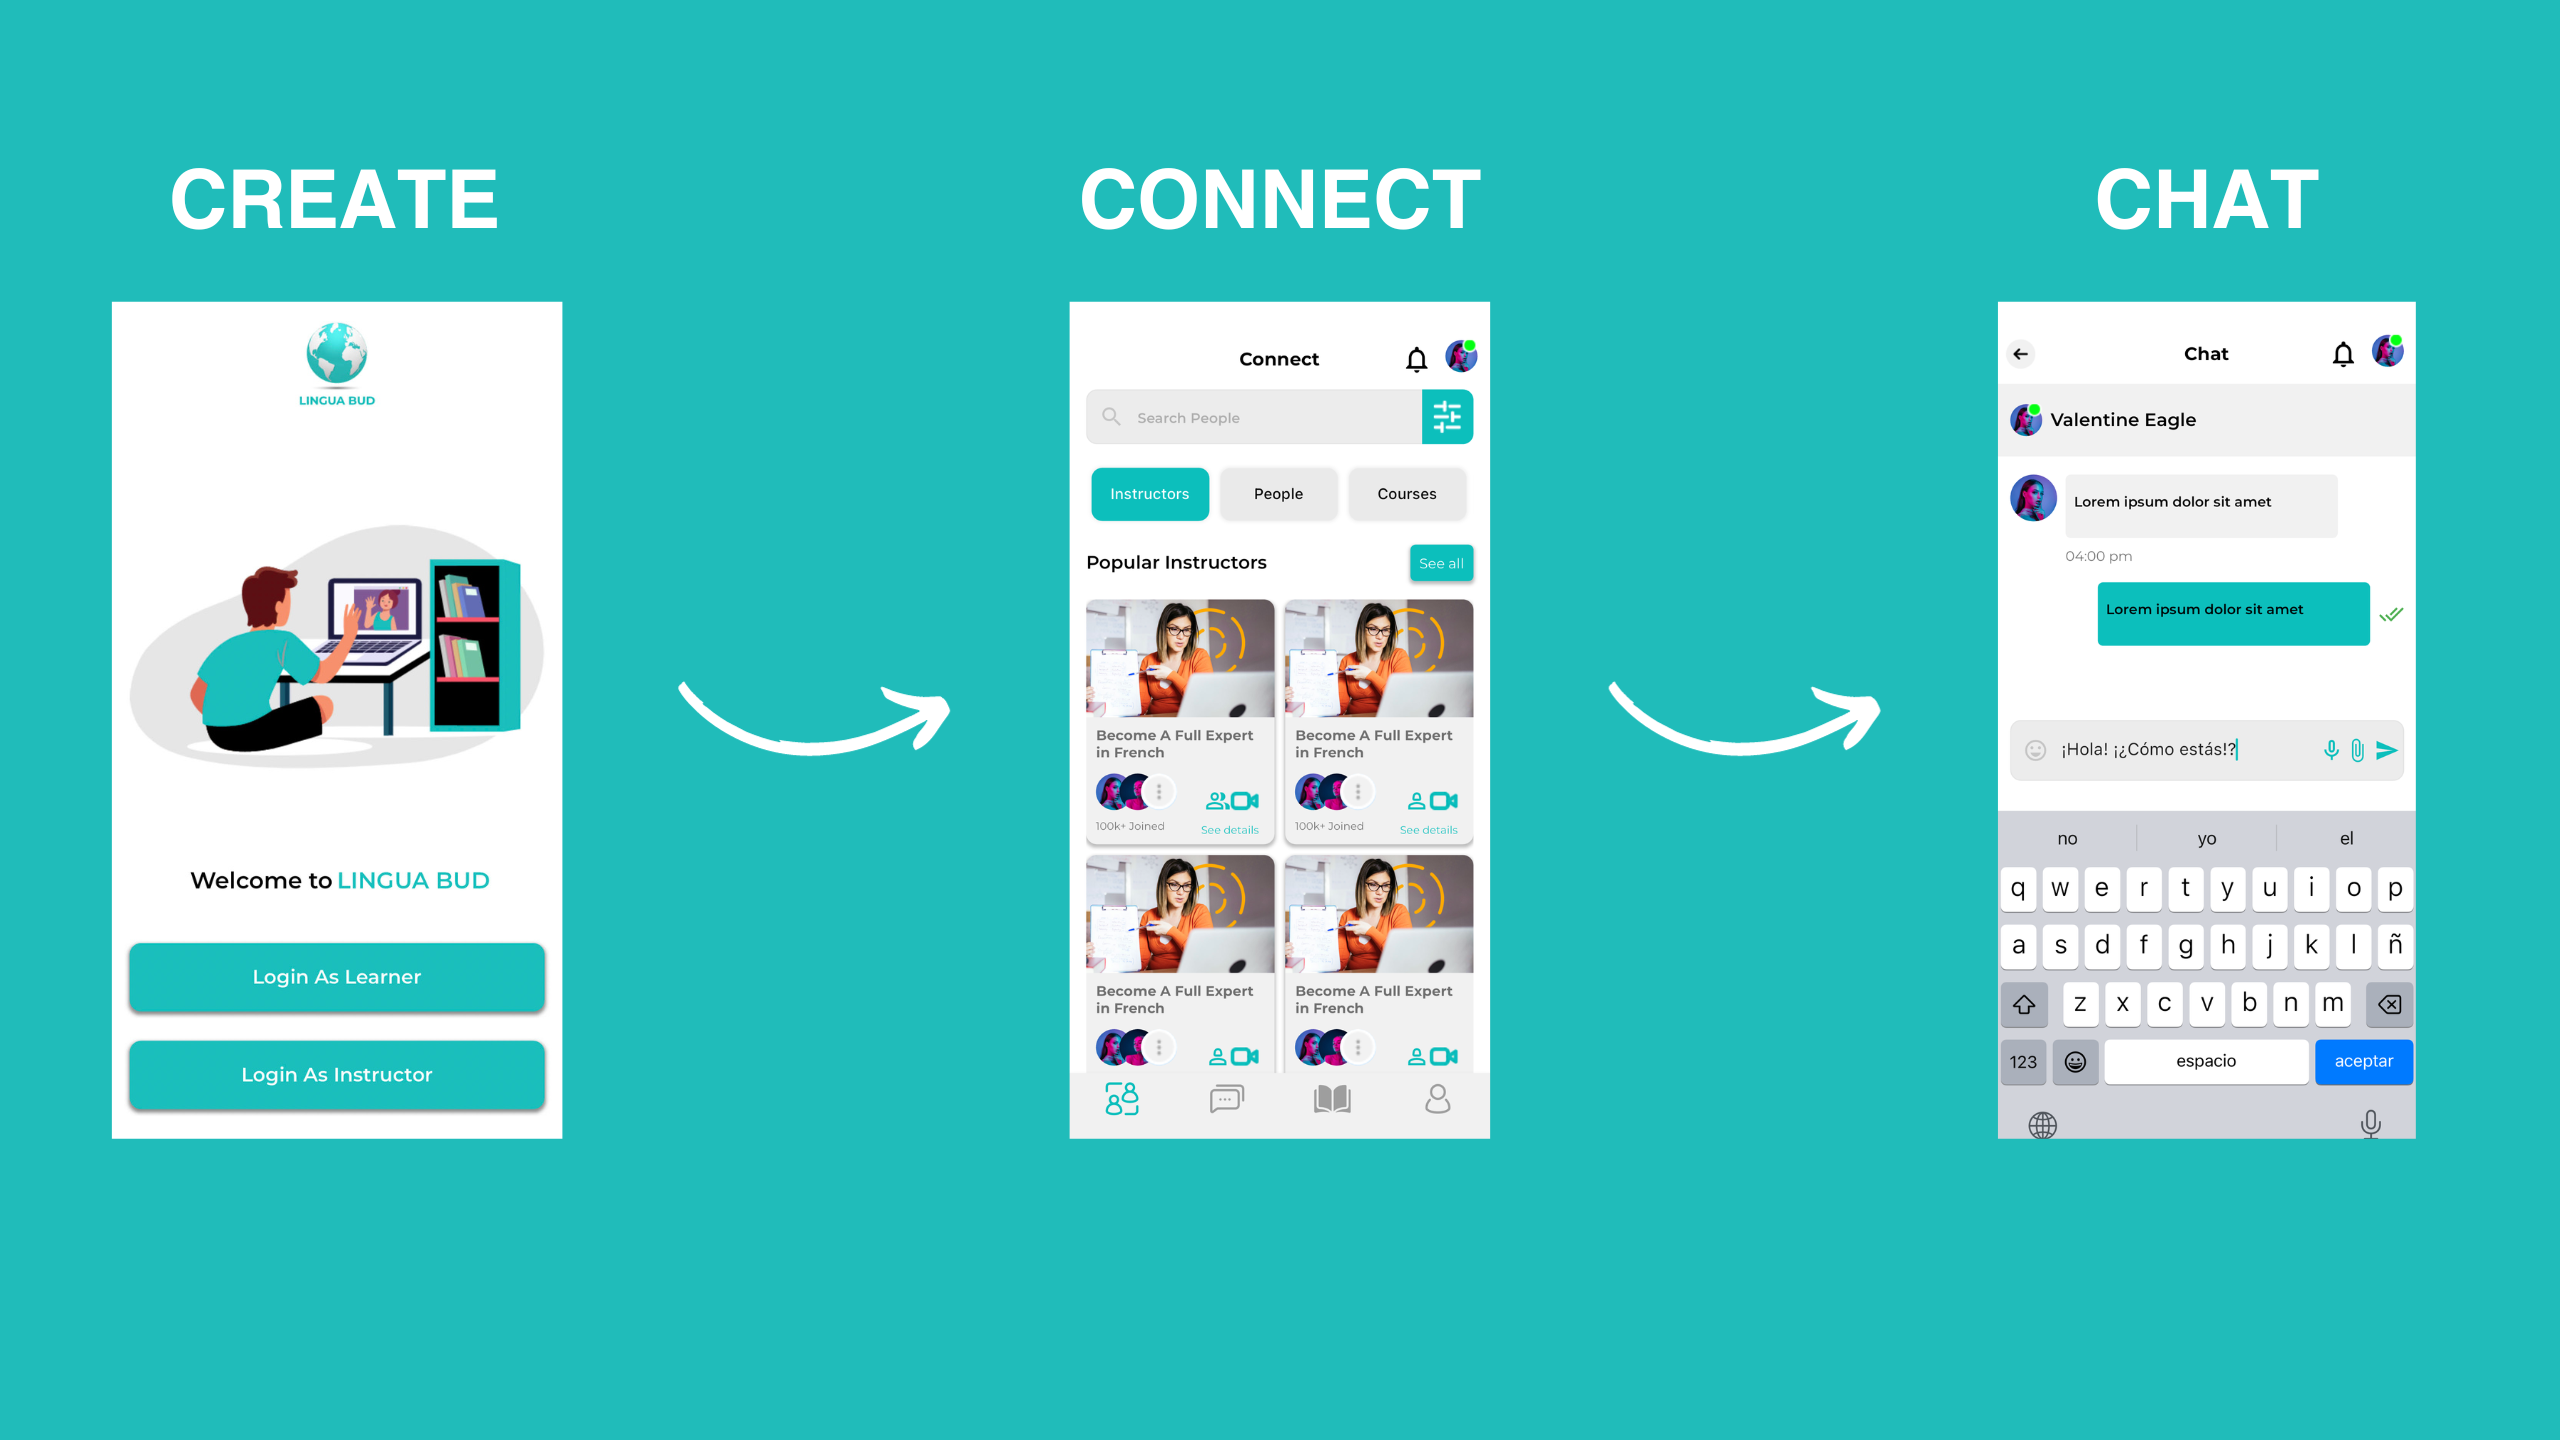 CREATE
CONNECT
CHAT
LINGUA BUD
Welcome to LINGUA BUD
Login As Learner
Login As Instructor
Connect
Search People
Instructors
People
Courses
Popular Instructors
See all
Become A Full Expert
in French
100k+ Joined
See details
Become A Full Expert
in French
100k+ Joined
See details
Become A Full Expert
in French
Become A Full Expert
in French
Chat
Valentine Eagle
Lorem ipsum dolor sit amet
04:00 pm
Lorem ipsum dolor sit amet
¡Hola! ¡¿Cómo estás!?
no yo el
q w e r t y u i o p
a s d f g h j k l ñ
z x c v b n m
123 espacio aceptar